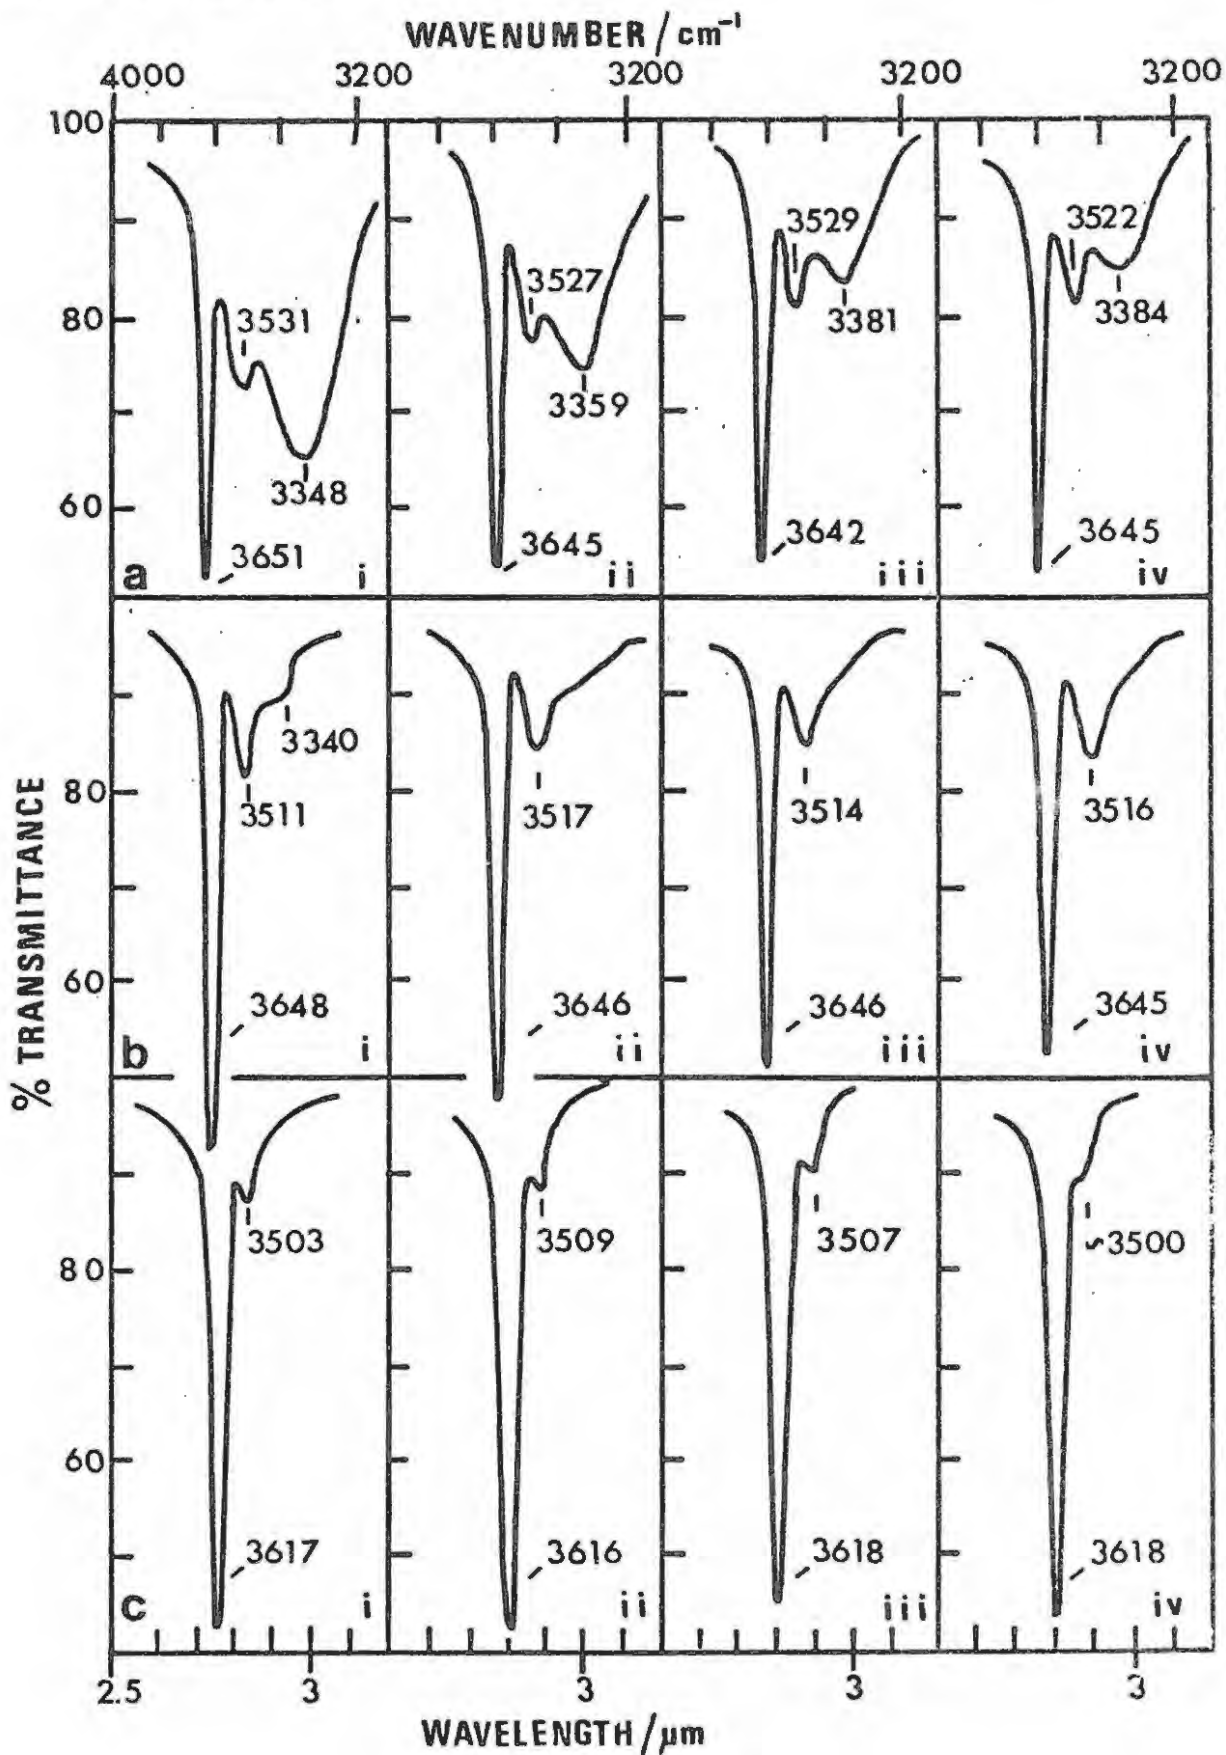 WAVENUMBER / cm⁻¹
4000 3200 3200 3200 3200
100
80
60
3531
3348
3651
a i
3527
3359
3645
ii
3529
3381
3642
iii
3522
3384
3645
iv
% TRANSMITTANCE
80
60
3340
3511
3648
b i
3517
3646
ii
3514
3646
iii
3516
3645
iv
80
60
3503
3617
c i
3509
3616
ii
3507
3618
iii
~3500
3618
iv
2.5 3 3 3 3
WAVELENGTH / µm